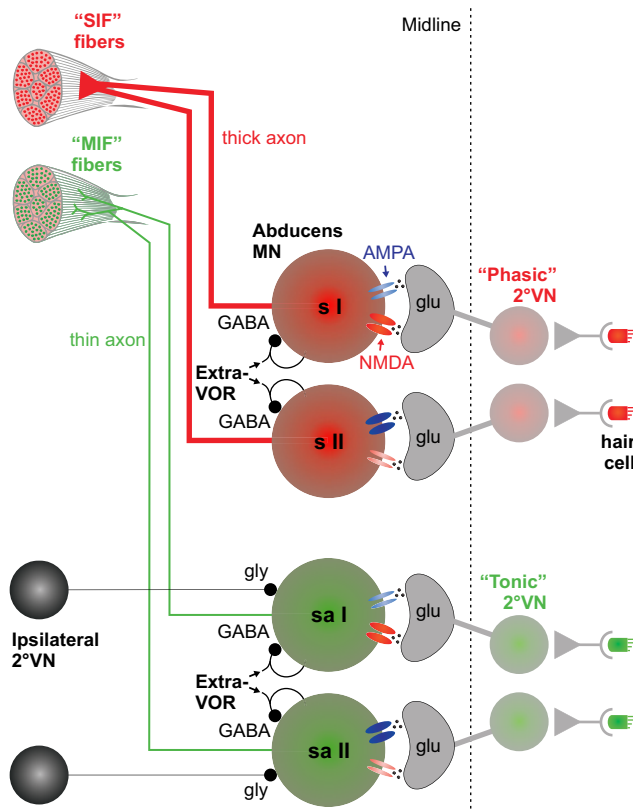 “SIF”
fibers
Midline
“MIF”
fibers
thick axon
Abducens
MN
AMPA
s I
glu
“Phasic”
2°VN
GABA
NMDA
thin axon
Extra-
VOR
GABA
s II
glu
hair
cell
gly
“Tonic”
2°VN
sa I
glu
Ipsilateral
2°VN
GABA
Extra-
VOR
GABA
sa II
glu
gly